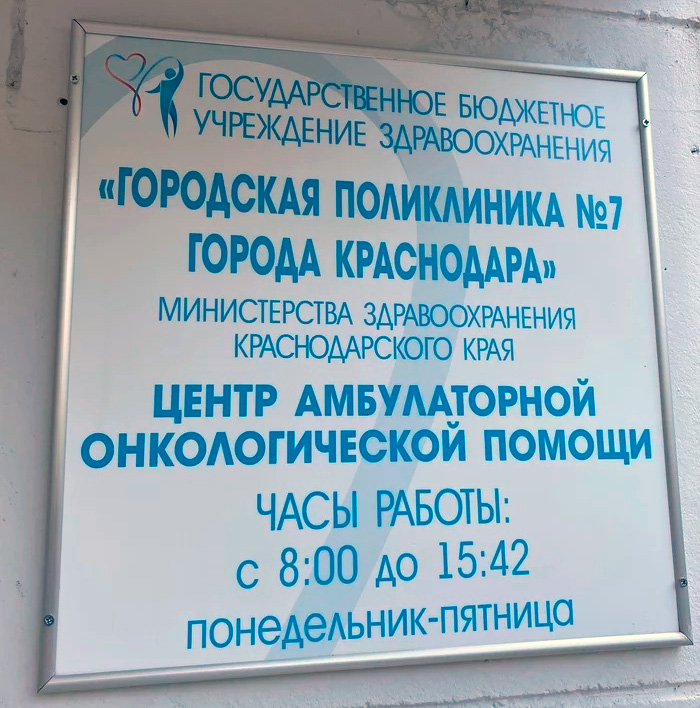 ГОСУДАРСТВЕННОЕ БЮДЖЕТНОЕ
УЧРЕЖДЕНИЕ ЗДРАВООХРАНЕНИЯ
«ГОРОДСКАЯ ПОЛИКЛИНИКА №7
ГОРОДА КРАСНОДАРА»
МИНИСТЕРСТВА ЗДРАВООХРАНЕНИЯ
КРАСНОДАРСКОГО КРАЯ
ЦЕНТР АМБУЛАТОРНОЙ
ОНКОЛОГИЧЕСКОЙ ПОМОЩИ
ЧАСЫ РАБОТЫ:
с 8:00 до 15:42
понедельник-пятница